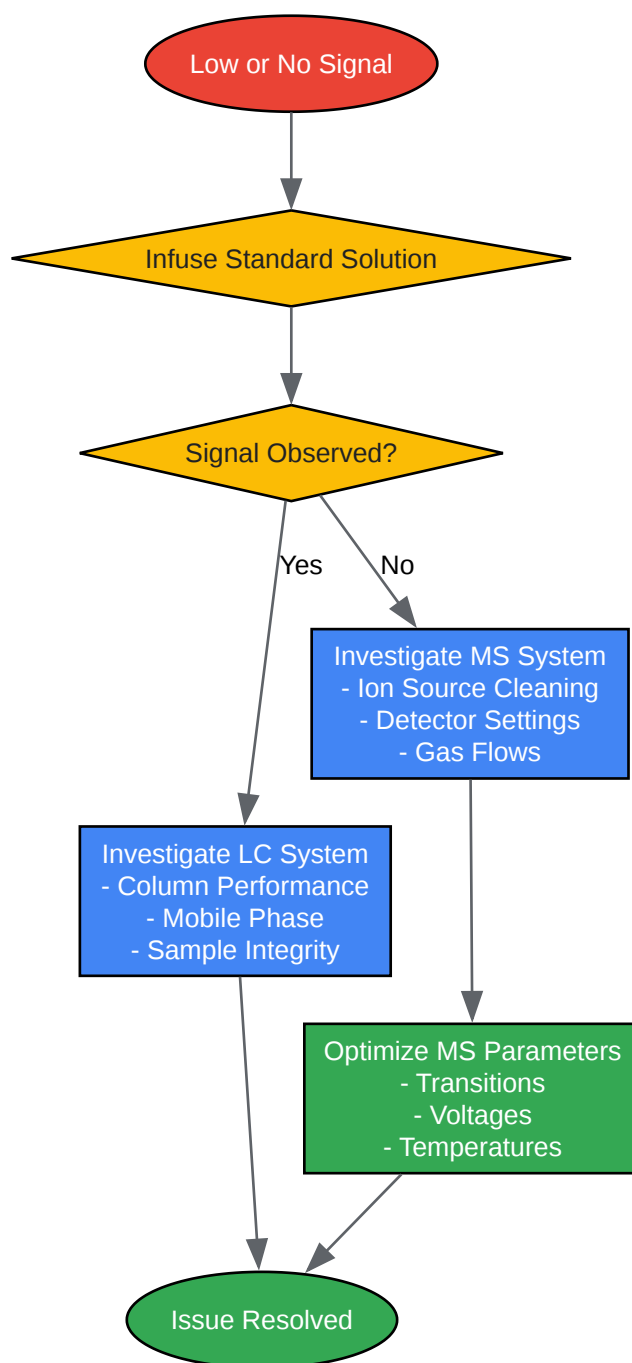 Low or No Signal
Infuse Standard Solution
Signal Observed?
Yes
No
Investigate MS System
- Ion Source Cleaning
- Detector Settings
- Gas Flows
Investigate LC System
- Column Performance
- Mobile Phase
- Sample Integrity
Optimize MS Parameters
- Transitions
- Voltages
- Temperatures
Issue Resolved